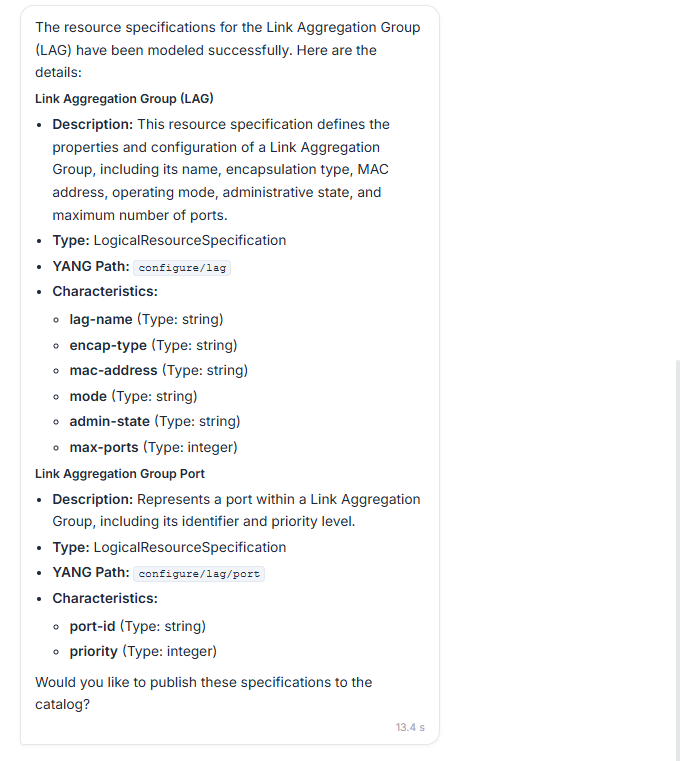 The resource specifications for the Link Aggregation Group
(LAG) have been modeled successfully. Here are the
details:
Link Aggregation Group (LAG)
• Description: This resource specification defines the
properties and configuration of a Link Aggregation
Group, including its name, encapsulation type, MAC
address, operating mode, administrative state, and
maximum number of ports.
• Type: LogicalResourceSpecification
• YANG Path: configure/lag
• Characteristics:
◦ lag-name (Type: string)
◦ encap-type (Type: string)
◦ mac-address (Type: string)
◦ mode (Type: string)
◦ admin-state (Type: string)
◦ max-ports (Type: integer)
Link Aggregation Group Port
• Description: Represents a port within a Link Aggregation
Group, including its identifier and priority level.
• Type: LogicalResourceSpecification
• YANG Path: configure/lag/port
• Characteristics:
◦ port-id (Type: string)
◦ priority (Type: integer)
Would you like to publish these specifications to the
catalog?
13.4 s